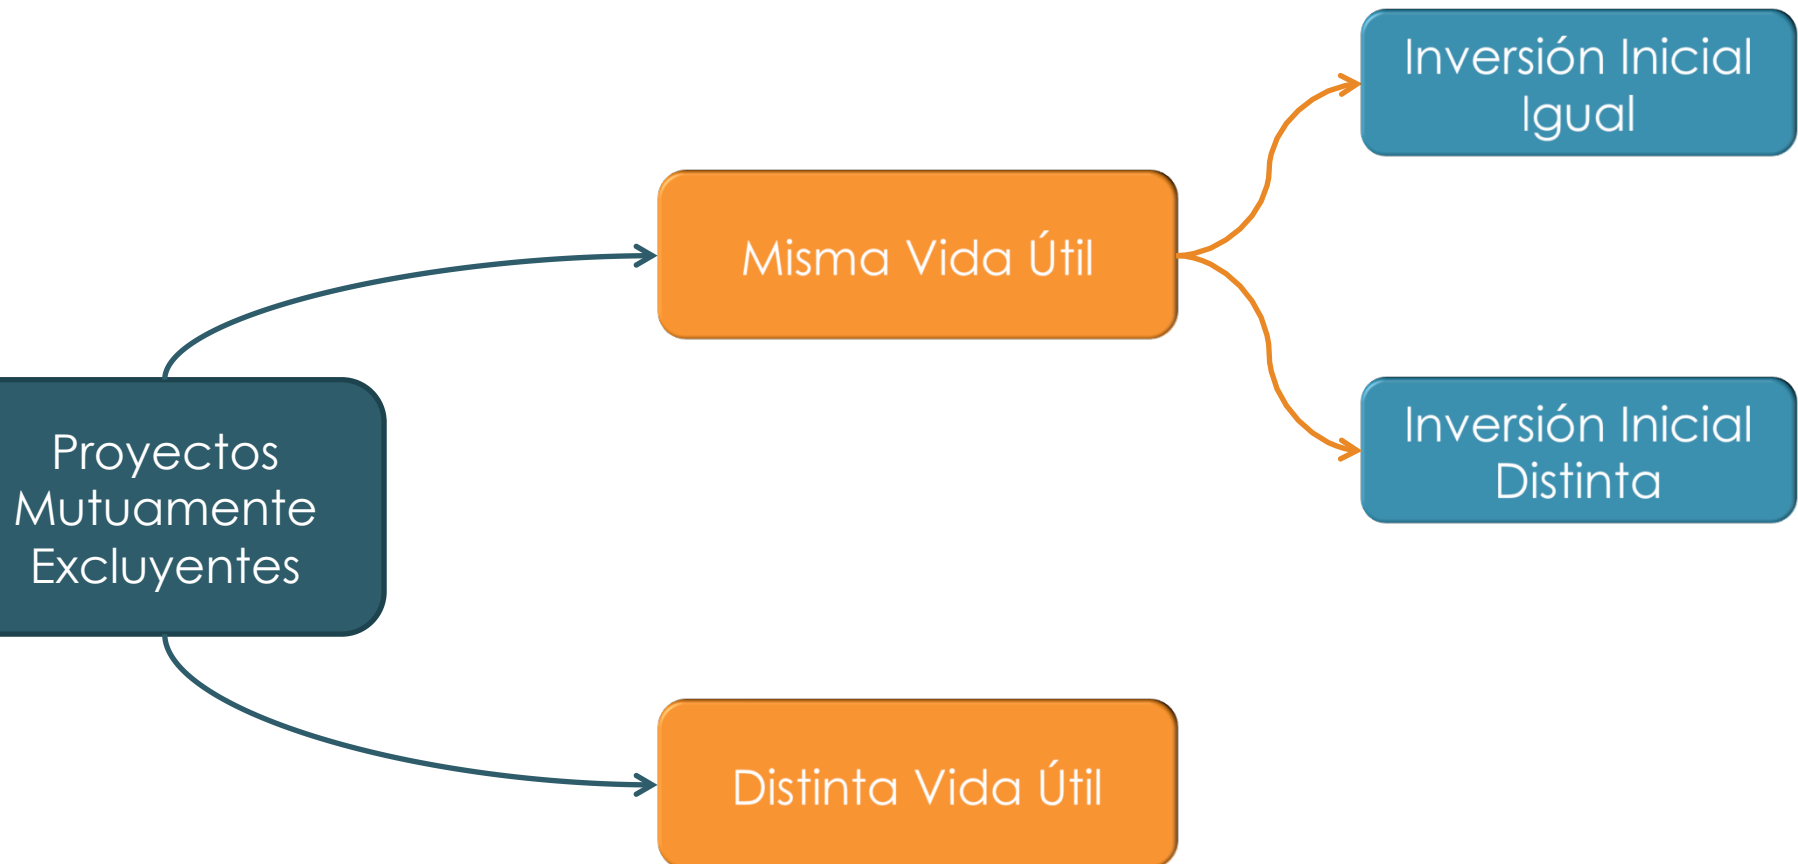 Inversión Inicial
Igual
Misma Vida Útil
Proyectos
Mutuamente
Excluyentes
Inversión Inicial
Distinta
Distinta Vida Útil